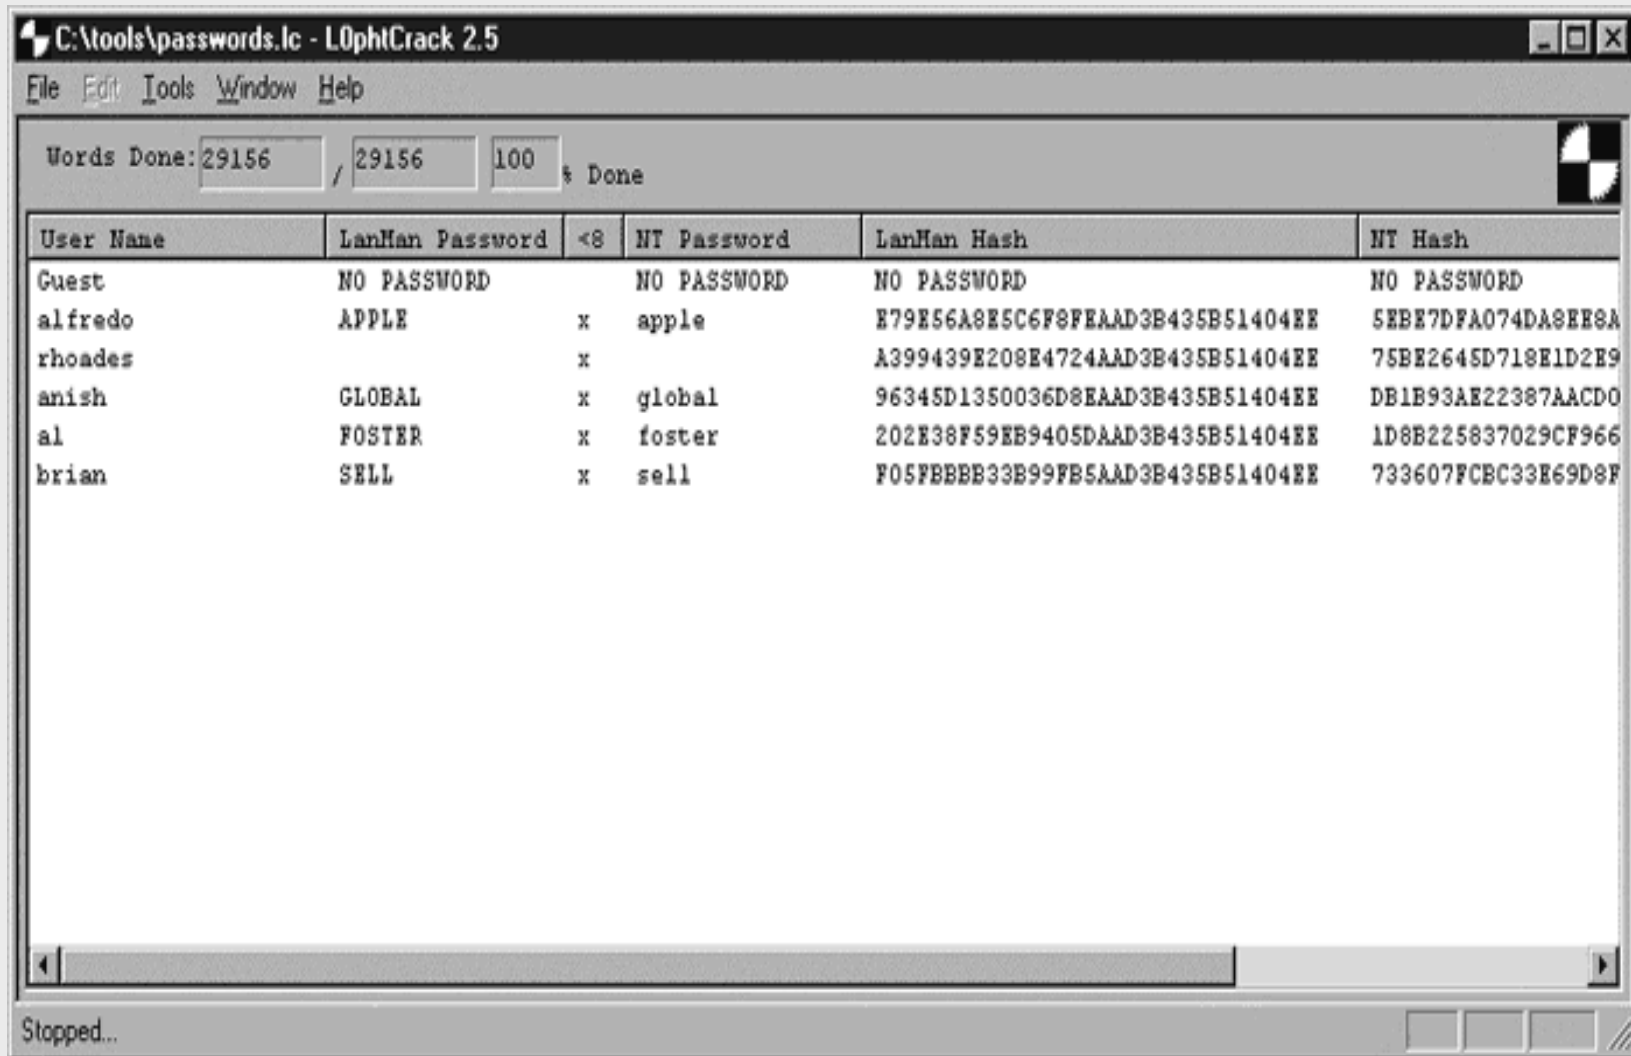 C:\tools\passwords.lc - L0phtCrack 2.5
File Edit Tools Window Help
Words Done: 29156 / 29156 100 % Done
User Name LanMan Password <8 NT Password LanMan Hash NT Hash
Guest NO PASSWORD NO PASSWORD NO PASSWORD NO PASSWORD
alfredo APPLE x apple E79E56A8E5C6F8FEAAD3B435B51404EE 5EBE7DFA074DA8EE8A
rhoades x A399439E208E4724AAD3B435B51404EE 75BE2645D718E1D2E9
anish GLOBAL x global 96345D1350036D8EAAD3B435B51404EE DB1B93AE22387AACD0
al FOSTER x foster 202E38F59EB9405DAAD3B435B51404EE 1D8B225837029CF966
brian SELL x sell F05FBBBB33B99FB5AAD3B435B51404EE 733607FCBC33E69D8F
Stopped...